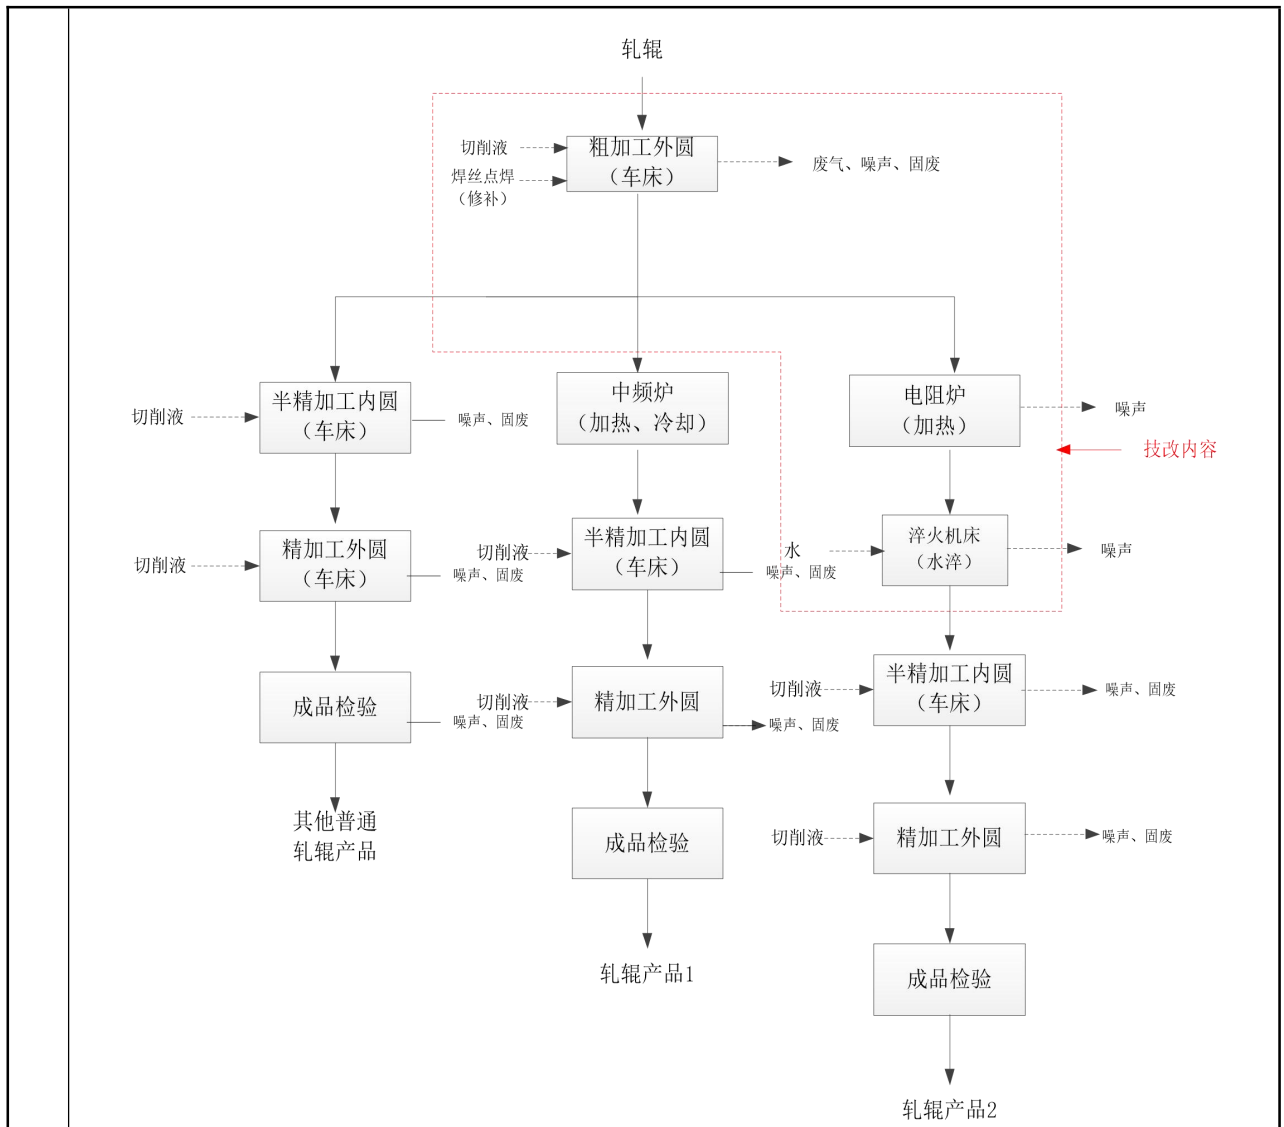 轧辊
切削液
粗加工外圆
（车床）
焊丝点焊
（修补）
废气、噪声、固废
半精加工内圆
（车床）
切削液
噪声、固废
中频炉
（加热、冷却）
电阻炉
（加热）
噪声
技改内容
精加工外圆
（车床）
切削液
噪声、固废
切削液
半精加工内圆
（车床）
噪声、固废
水
淬火机床
（水淬）
噪声
成品检验
噪声、固废
切削液
精加工外圆
噪声、固废
切削液
半精加工内圆
（车床）
噪声、固废
其他普通
轧辊产品
成品检验
切削液
精加工外圆
噪声、固废
轧辊产品1
成品检验
轧辊产品2